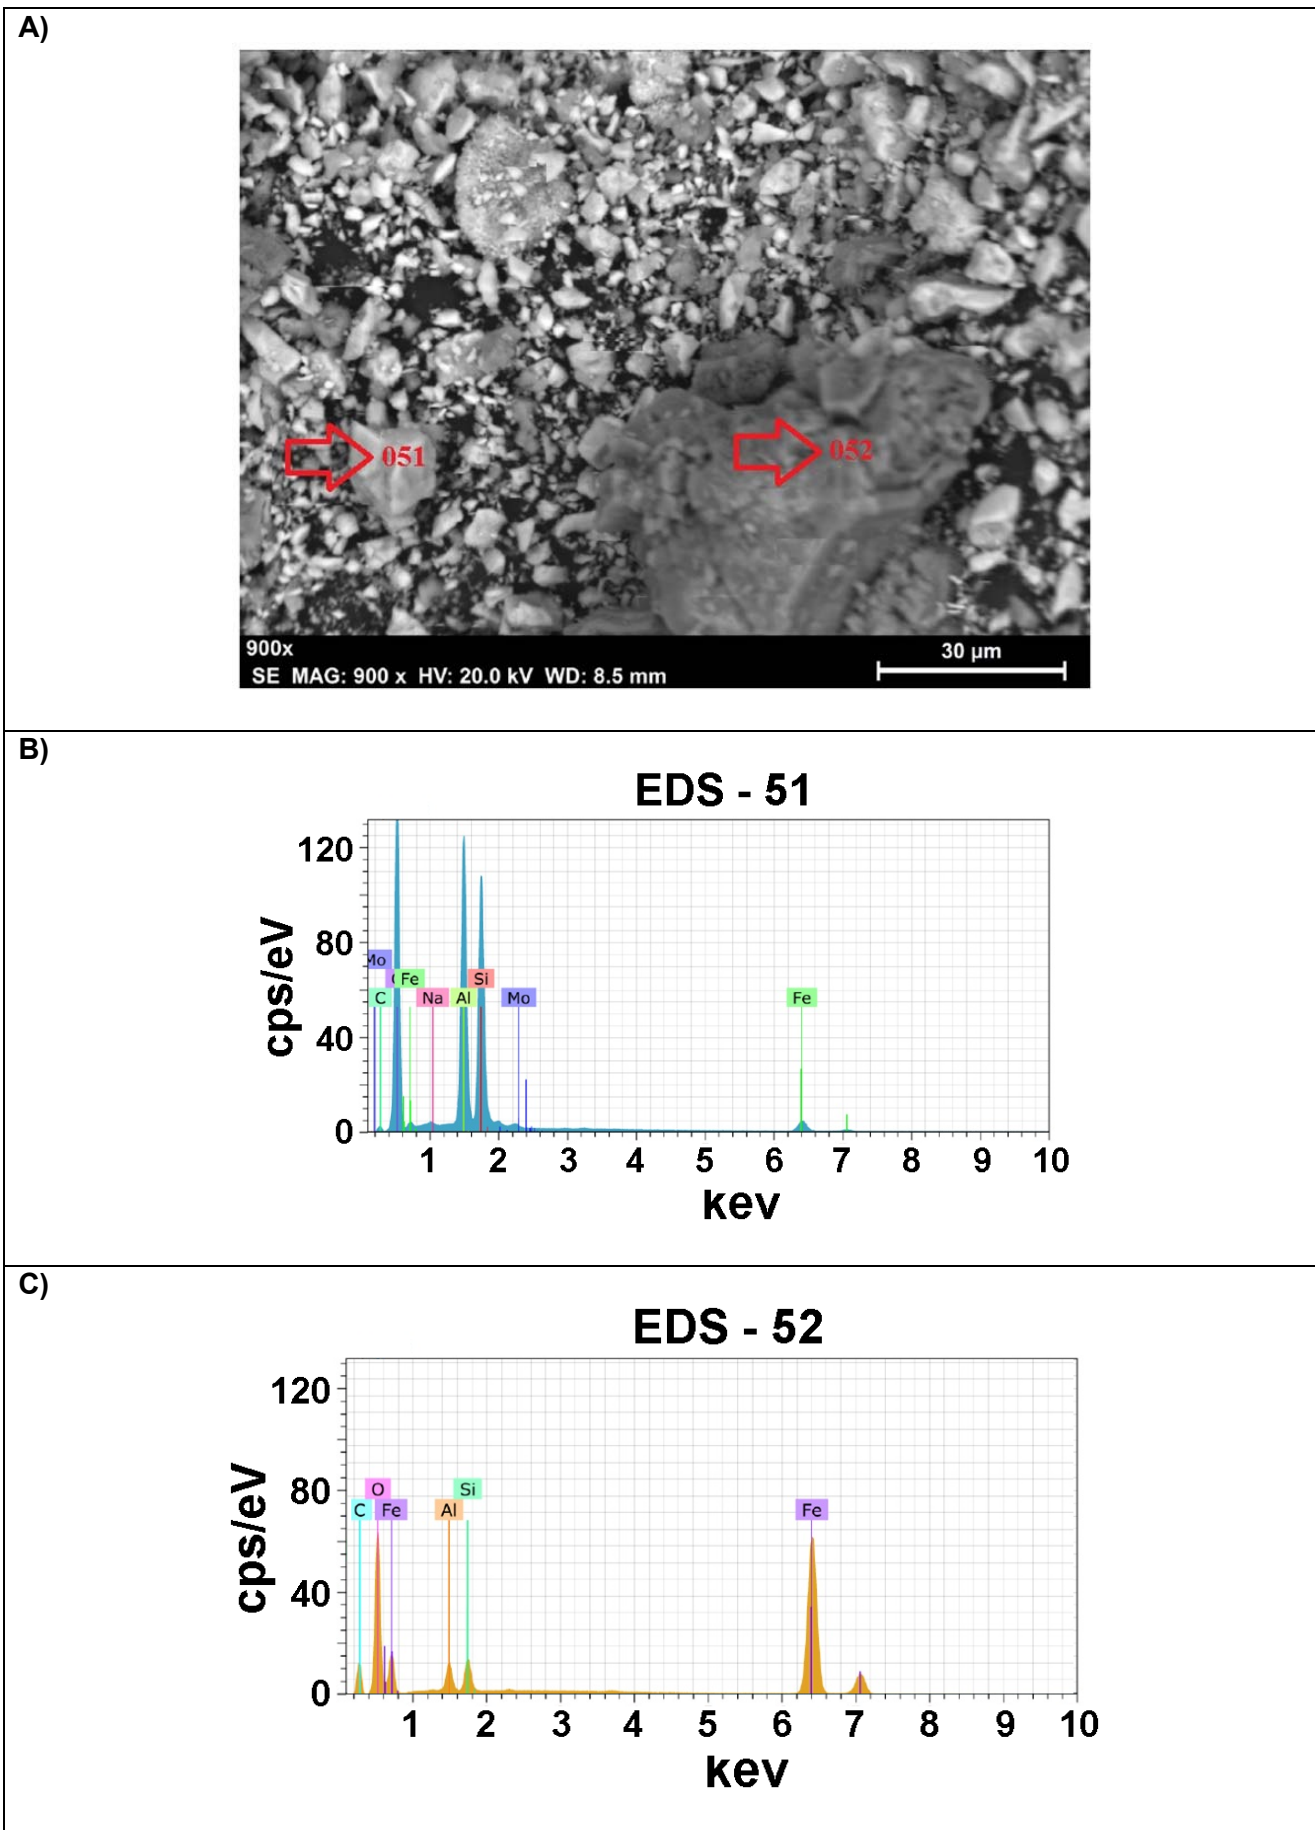 A)
051
052
900x
30 µm
SE MAG: 900 x HV: 20.0 kV WD: 8.5 mm
B)
EDS - 51
cps/eV
120
80
40
0
Mo
Fe
Si
C
Na
Al
Mo
Fe
1 2 3 4 5 6 7 8 9 10
kev
C)
EDS - 52
cps/eV
120
80
40
0
O
Si
C
Fe
Al
Fe
1 2 3 4 5 6 7 8 9 10
kev